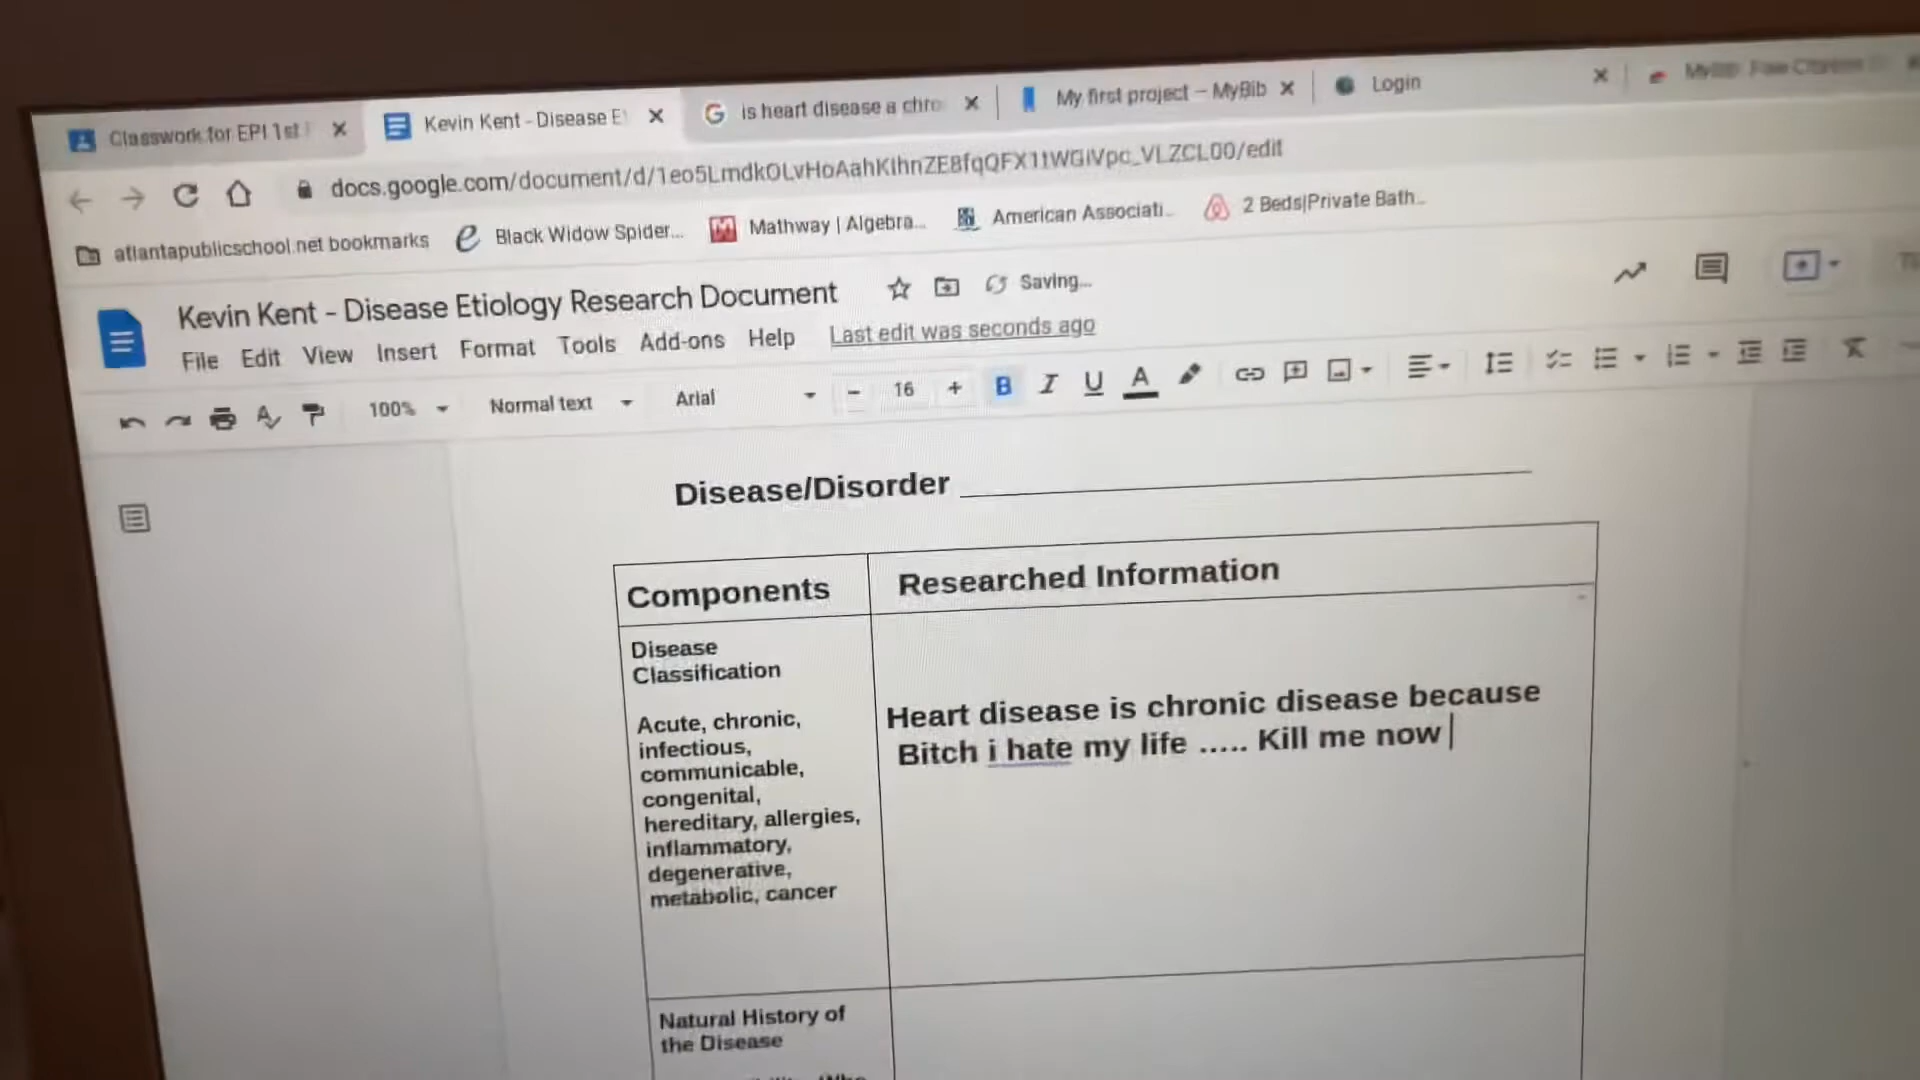 Classwork for EPI 1st
Kevin Kent - Disease E
is heart disease a chro
My first project – MyBib
Login
docs.google.com/document/d/1eo5LmdkOLvHoAahKIhnZE8fqQFX11WGiVpc_VLZCL00/edit
atlantapublicschool.net bookmarks
Black Widow Spider...
Mathway | Algebra...
American Associati...
2 Beds|Private Bath...
Kevin Kent - Disease Etiology Research Document
Saving...
File Edit View Insert Format Tools Add-ons Help
Last edit was seconds ago
100% Normal text Arial − 16 + B I U A
Disease/Disorder
Components
Researched Information
Disease
Classification
Acute, chronic,
infectious,
communicable,
congenital,
hereditary, allergies,
inflammatory,
degenerative,
metabolic, cancer
Heart disease is chronic disease because
Bitch i hate my life ..... Kill me now
Natural History of
the Disease